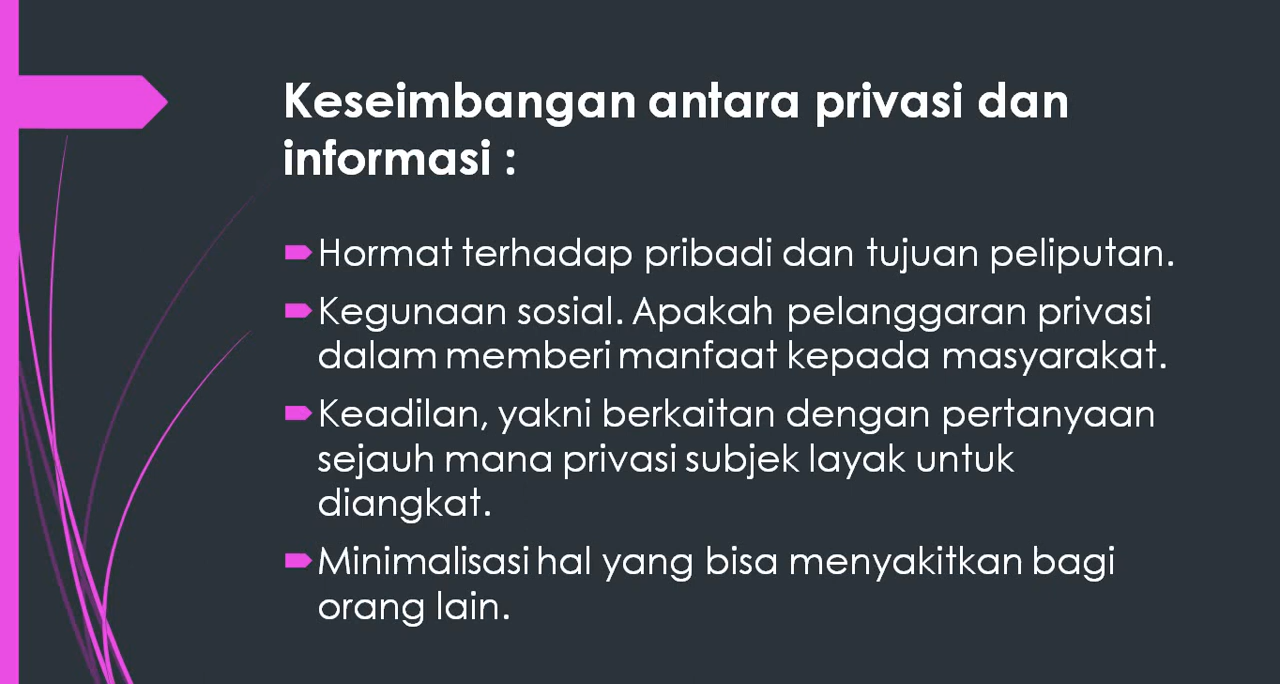 Keseimbangan antara privasi dan
informasi :
Hormat terhadap pribadi dan tujuan peliputan.
Kegunaan sosial. Apakah pelanggaran privasi
dalam memberi manfaat kepada masyarakat.
Keadilan, yakni berkaitan dengan pertanyaan
sejauh mana privasi subjek layak untuk
diangkat.
Minimalisasi hal yang bisa menyakitkan bagi
orang lain.